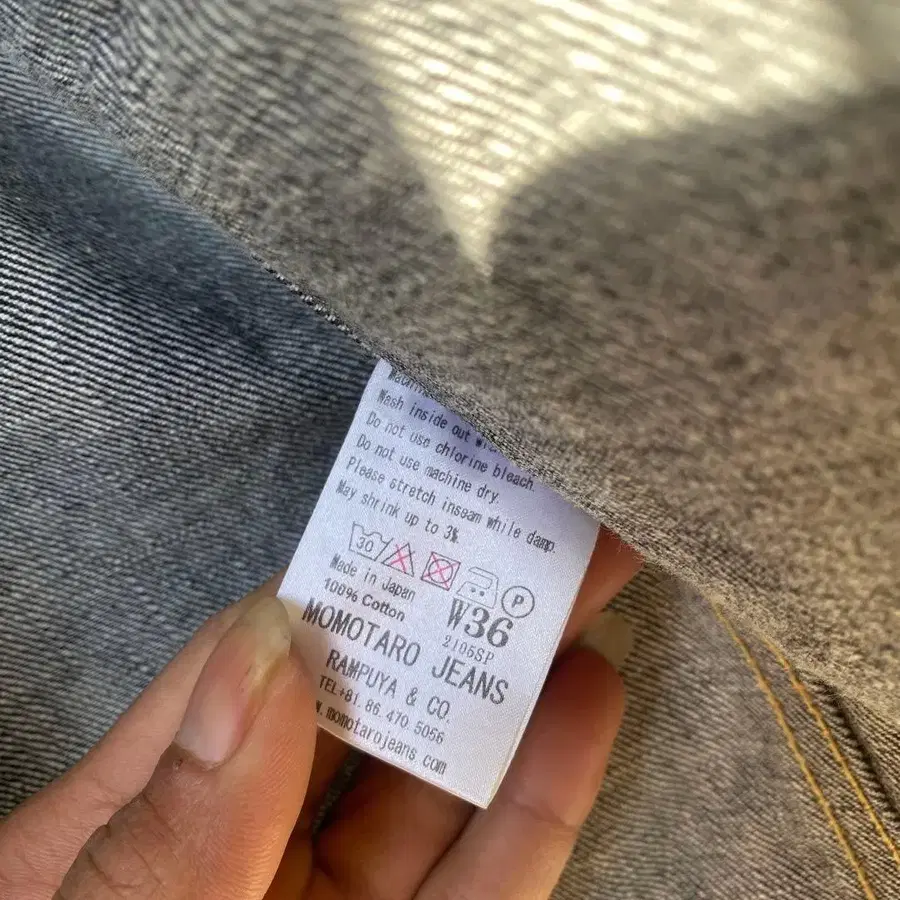 Wash inside out
Do not use chlorine bleach.
Do not use machine dry.
Please stretch inseam while damp.
May shrink up to 3%
30
P
Made in Japan
100% Cotton
W36
2105SP
MOMOTARO JEANS
RAMPUYA & CO.
TEL+81. 86. 470. 5056
.momotarojeans.com